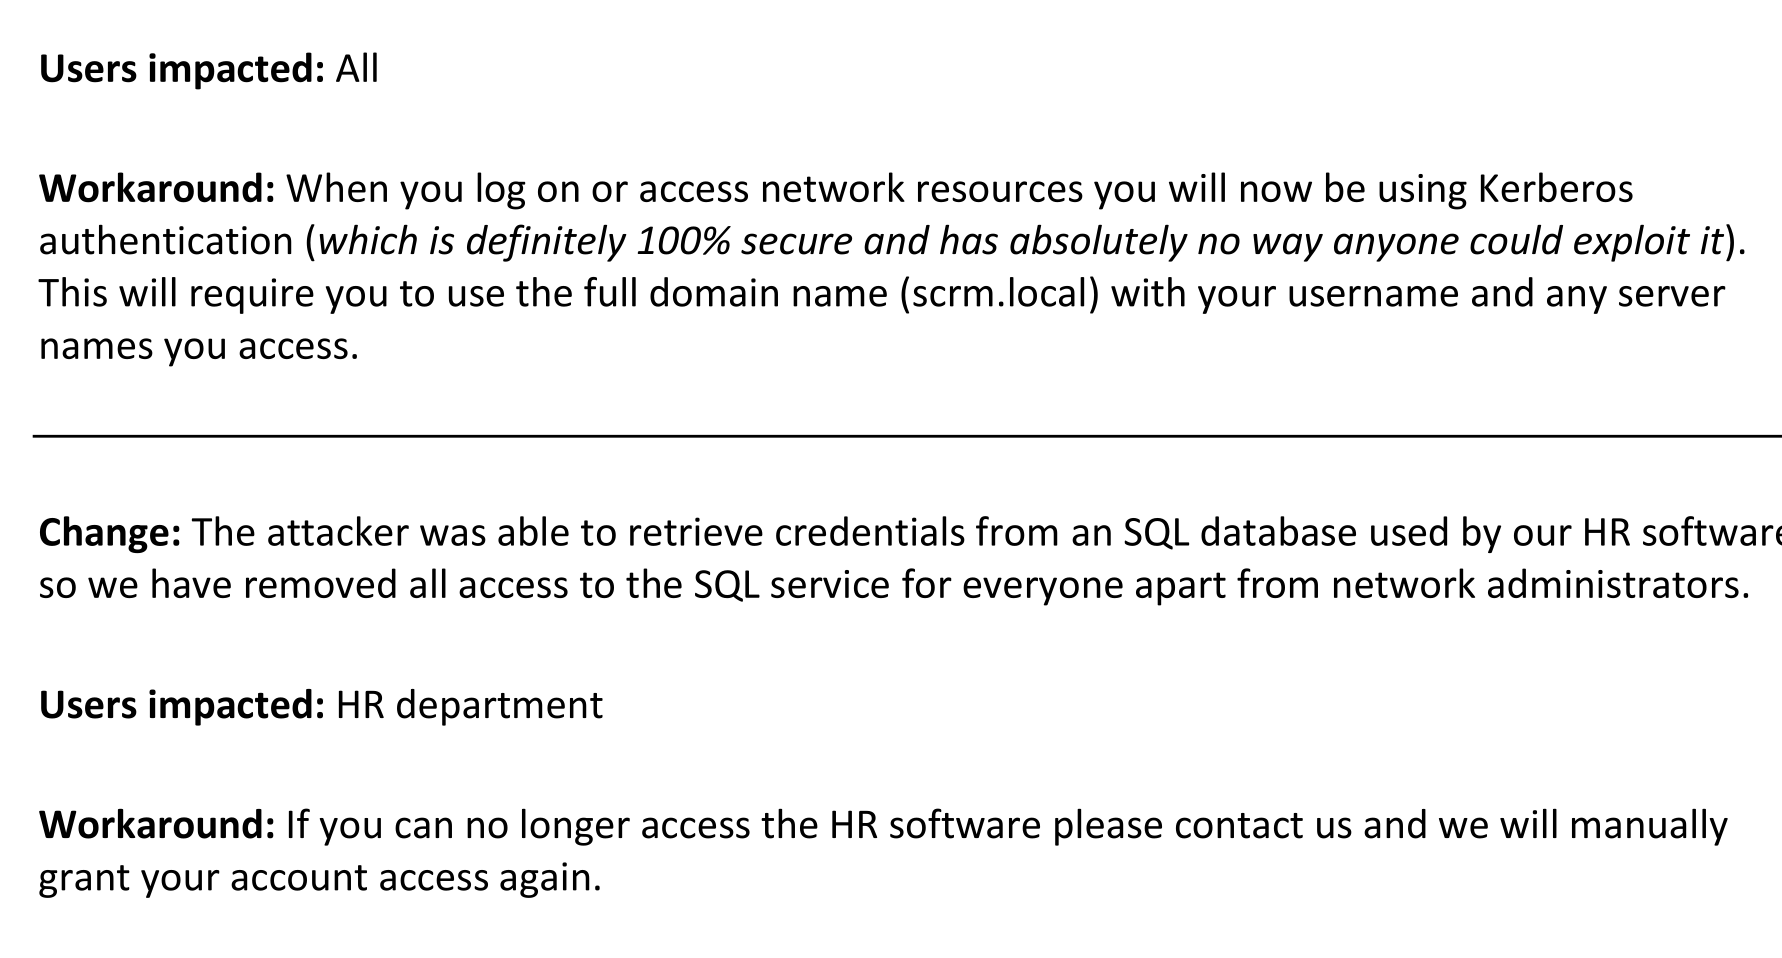 Users impacted: All
Workaround: When you log on or access network resources you will now be using Kerberos
authentication (which is definitely 100% secure and has absolutely no way anyone could exploit it).
This will require you to use the full domain name (scrm.local) with your username and any server
names you access.
Change: The attacker was able to retrieve credentials from an SQL database used by our HR software
so we have removed all access to the SQL service for everyone apart from network administrators.
Users impacted: HR department
Workaround: If you can no longer access the HR software please contact us and we will manually
grant your account access again.